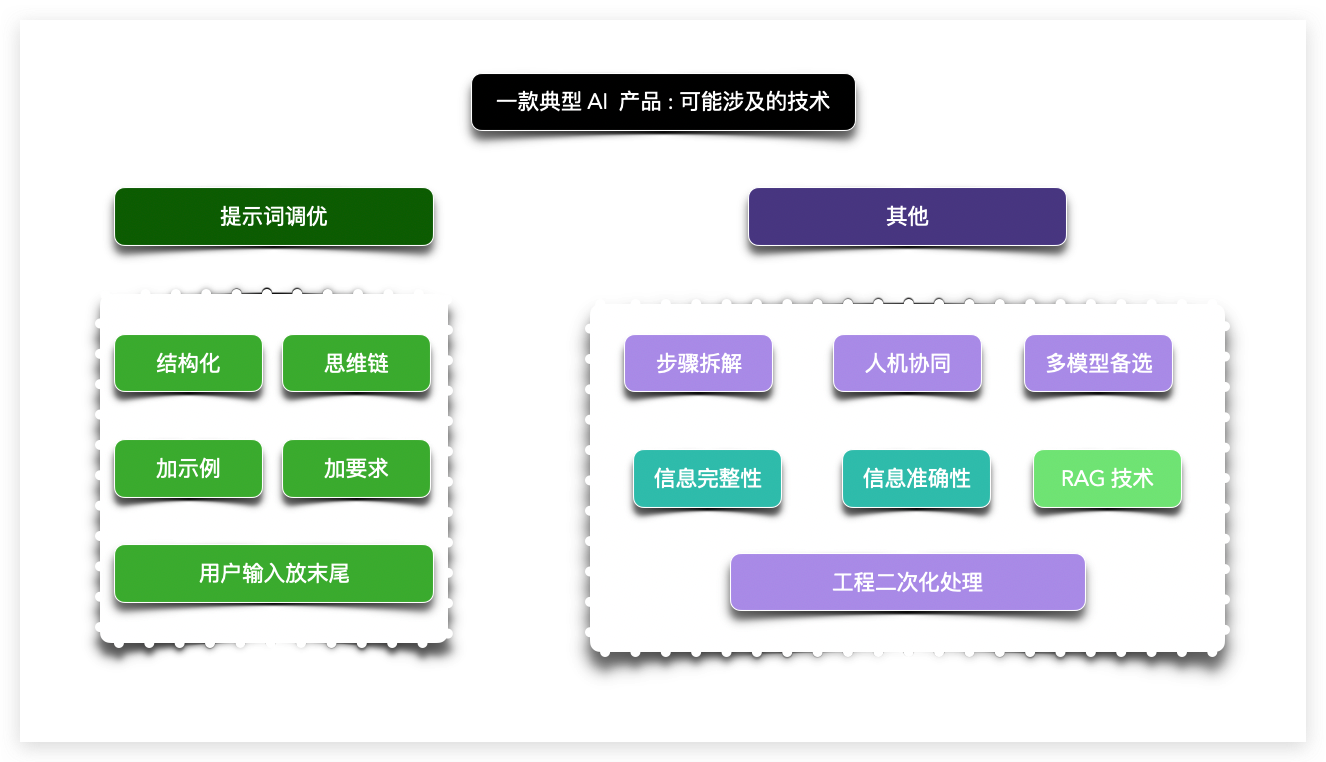 一款典型 AI 产品：可能涉及的技术
提示词调优
其他
结构化
思维链
加示例
加要求
用户输入放末尾
步骤拆解
人机协同
多模型备选
信息完整性
信息准确性
RAG 技术
工程二次化处理